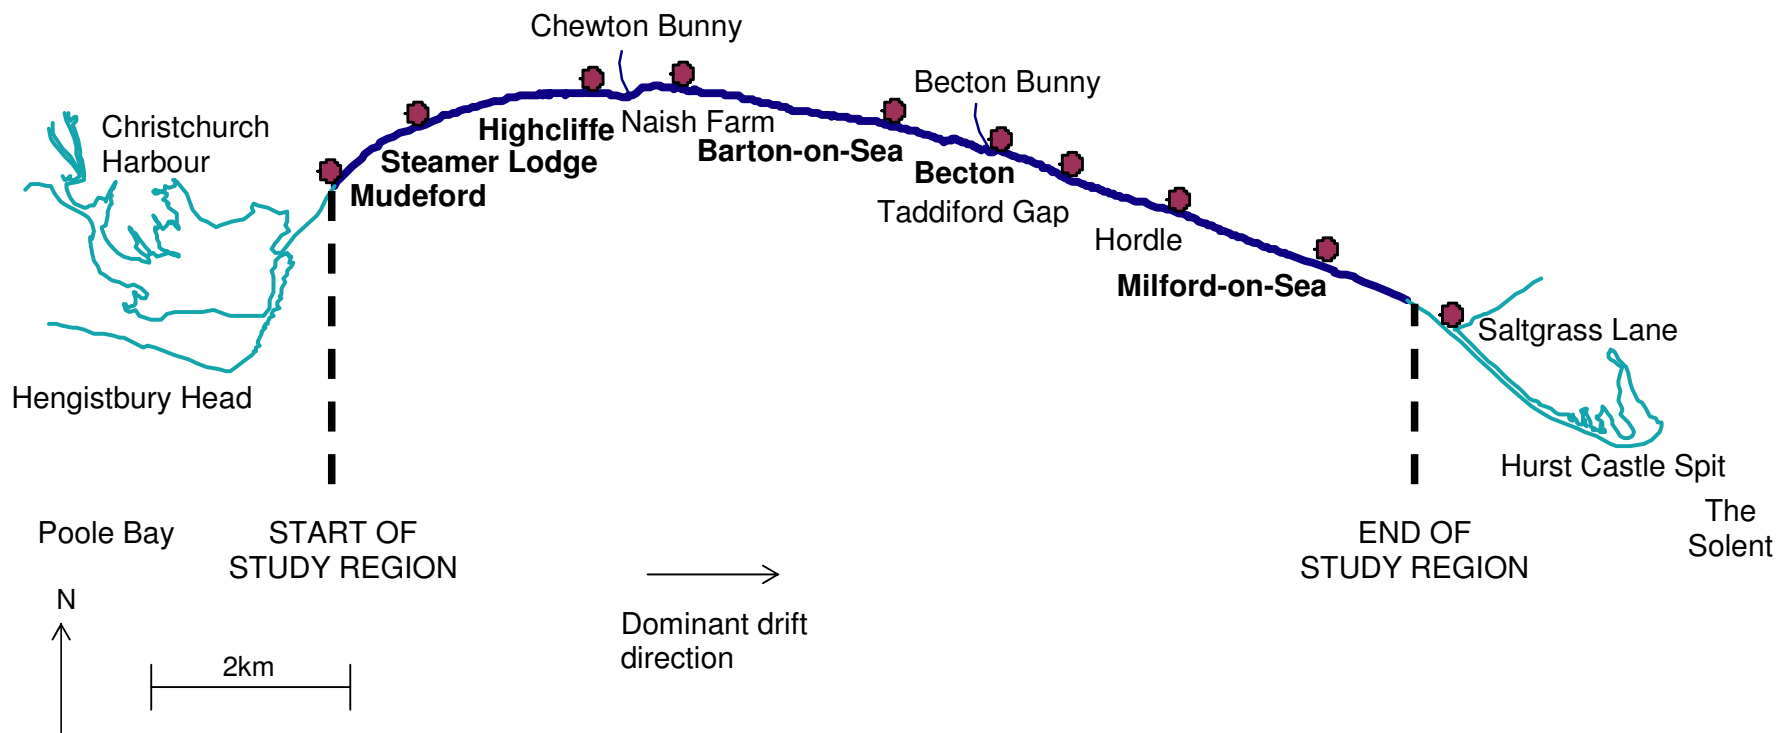 Chewton Bunny
Becton Bunny
Christchurch
Harbour
Highcliffe
Naish Farm
Steamer Lodge
Barton-on-Sea
Mudeford
Becton
Taddiford Gap
Hordle
Milford-on-Sea
Saltgrass Lane
Hengistbury Head
Hurst Castle Spit
Poole Bay
START OF
STUDY REGION
END OF
STUDY REGION
The
Solent
N
Dominant drift
direction
2km